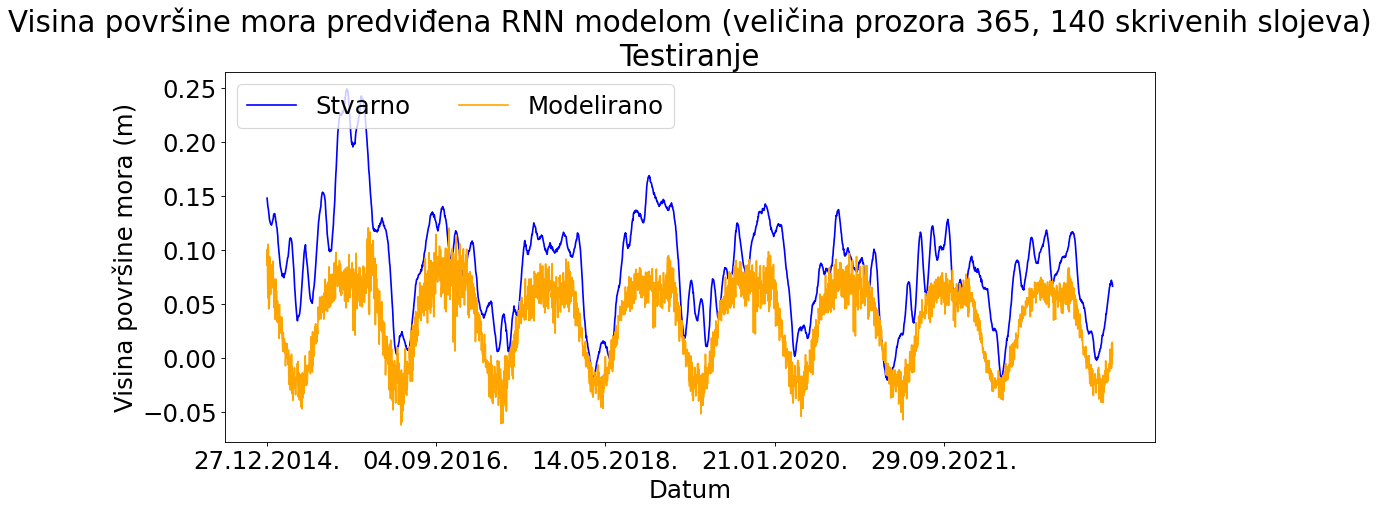 Visina površine mora predviđena RNN modelom (veličina prozora 365, 140 skrivenih slojeva)
Testiranje
Stvarno
Modelirano
Visina površine mora (m)
0.25
0.20
0.15
0.10
0.05
0.00
−0.05
27.12.2014.
04.09.2016.
14.05.2018.
21.01.2020.
29.09.2021.
Datum